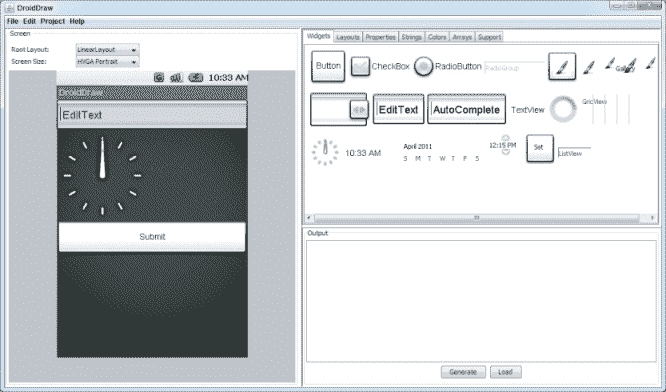 DroidDraw
File Edit Project Help
Screen
Root Layout: LinearLayout
Screen Size: HVGA Portrait
10:33 AM
DroidDraw
EditText
Submit
Widgets Layouts Properties Strings Colors Arrays Support
Button CheckBox RadioButton RadioGroup Gallery
EditText AutoComplete TextView GridView
10:33 AM April 2011 12:15 PM Set ListView
S M T W T F S
Output
Generate Load